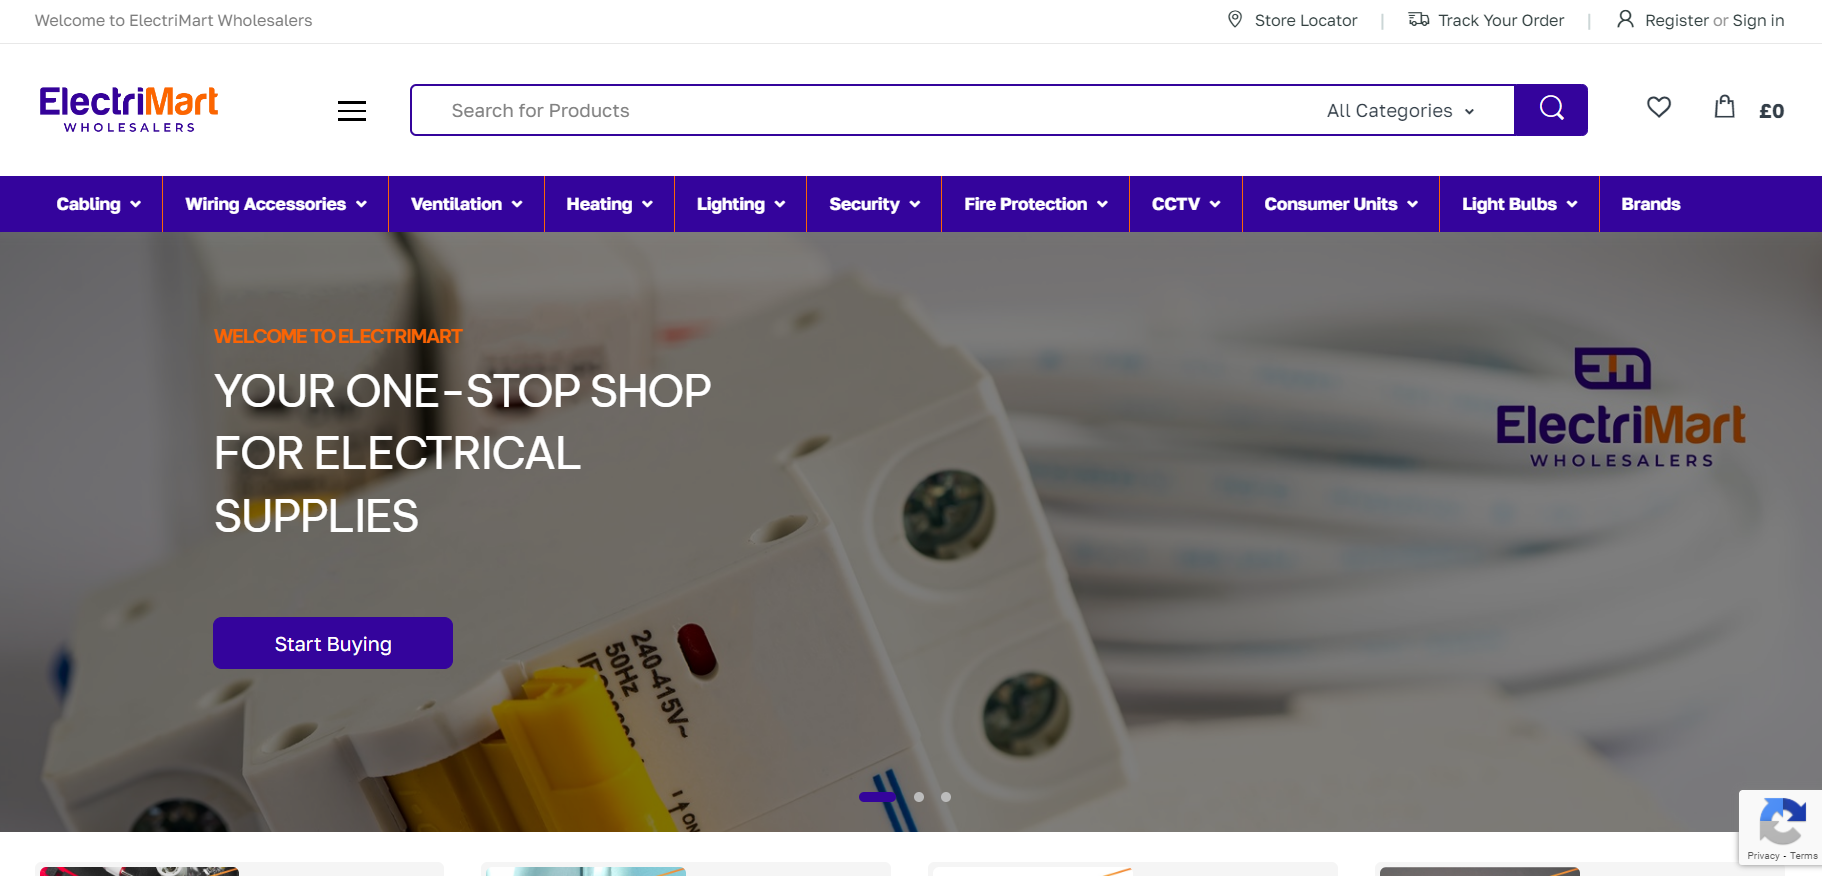 Welcome to ElectriMart Wholesalers
Store Locator
Track Your Order
Register or Sign in
ElectriMart
WHOLESALERS
Search for Products
All Categories
£0
Cabling
Wiring Accessories
Ventilation
Heating
Lighting
Security
Fire Protection
CCTV
Consumer Units
Light Bulbs
Brands
WELCOME TO ELECTRIMART
YOUR ONE-STOP SHOP
FOR ELECTRICAL
SUPPLIES
Start Buying
ElectriMart
WHOLESALERS
240-415V~
50Hz
ON
Privacy - Terms